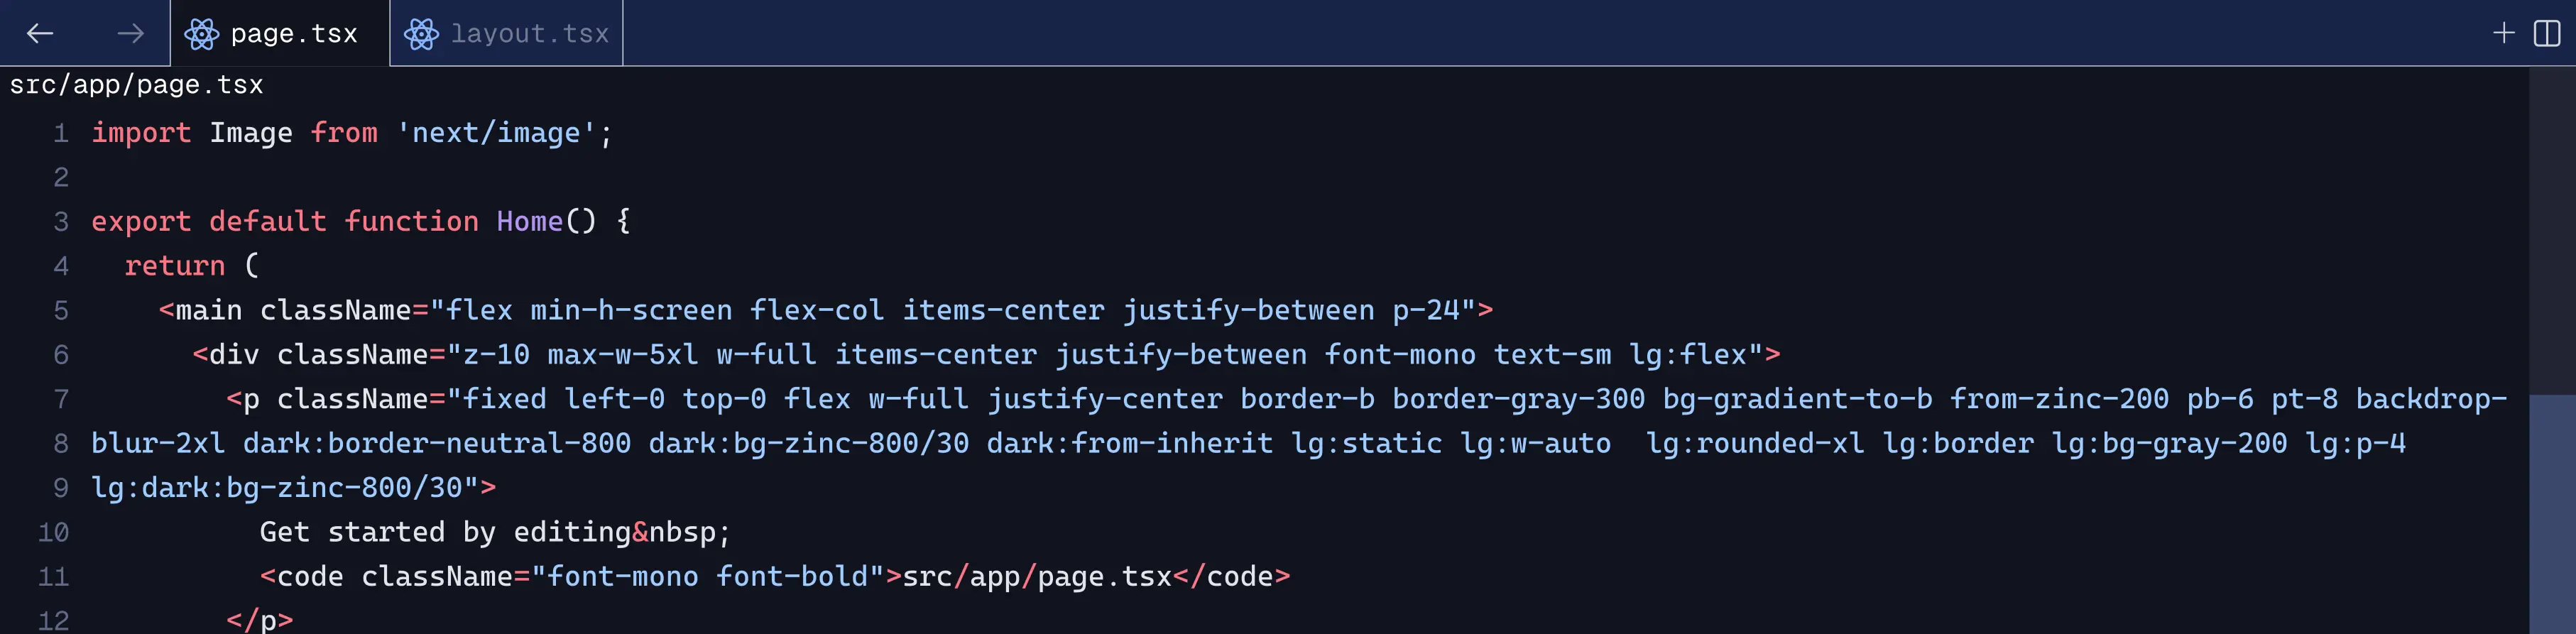 page.tsx layout.tsx
src/app/page.tsx
1 import Image from 'next/image';
2
3 export default function Home() {
4 return (
5 <main className="flex min-h-screen flex-col items-center justify-between p-24">
6 <div className="z-10 max-w-5xl w-full items-center justify-between font-mono text-sm lg:flex">
7 <p className="fixed left-0 top-0 flex w-full justify-center border-b border-gray-300 bg-gradient-to-b from-zinc-200 pb-6 pt-8 backdrop-
8 blur-2xl dark:border-neutral-800 dark:bg-zinc-800/30 dark:from-inherit lg:static lg:w-auto  lg:rounded-xl lg:border lg:bg-gray-200 lg:p-4
9 lg:dark:bg-zinc-800/30">
10 Get started by editing&nbsp;
11 <code className="font-mono font-bold">src/app/page.tsx</code>
12 </p>